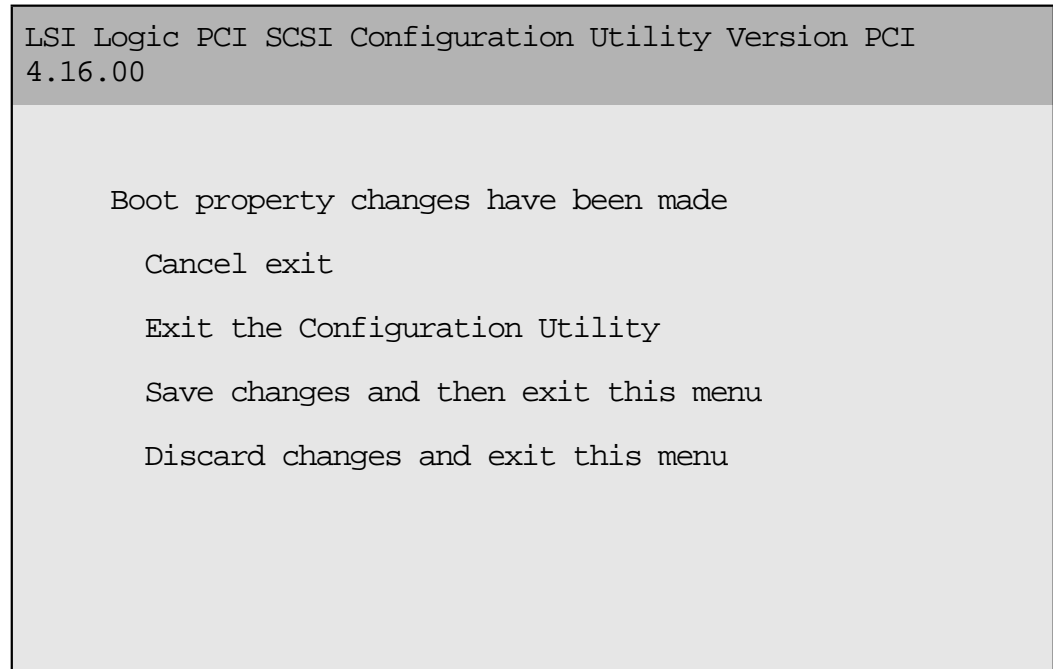 LSI Logic PCI SCSI Configuration Utility Version PCI
4.16.00
Boot property changes have been made
Cancel exit
Exit the Configuration Utility
Save changes and then exit this menu
Discard changes and exit this menu